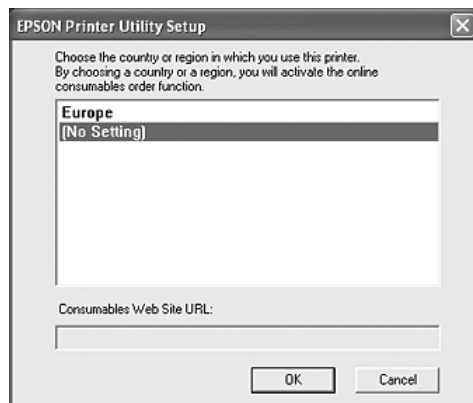 EPSON Printer Utility Setup
Choose the country or region in which you use this printer.
By choosing a country or a region, you will activate the online
consumables order function.
Europe
(No Setting)
Consumables Web Site URL:
OK
Cancel